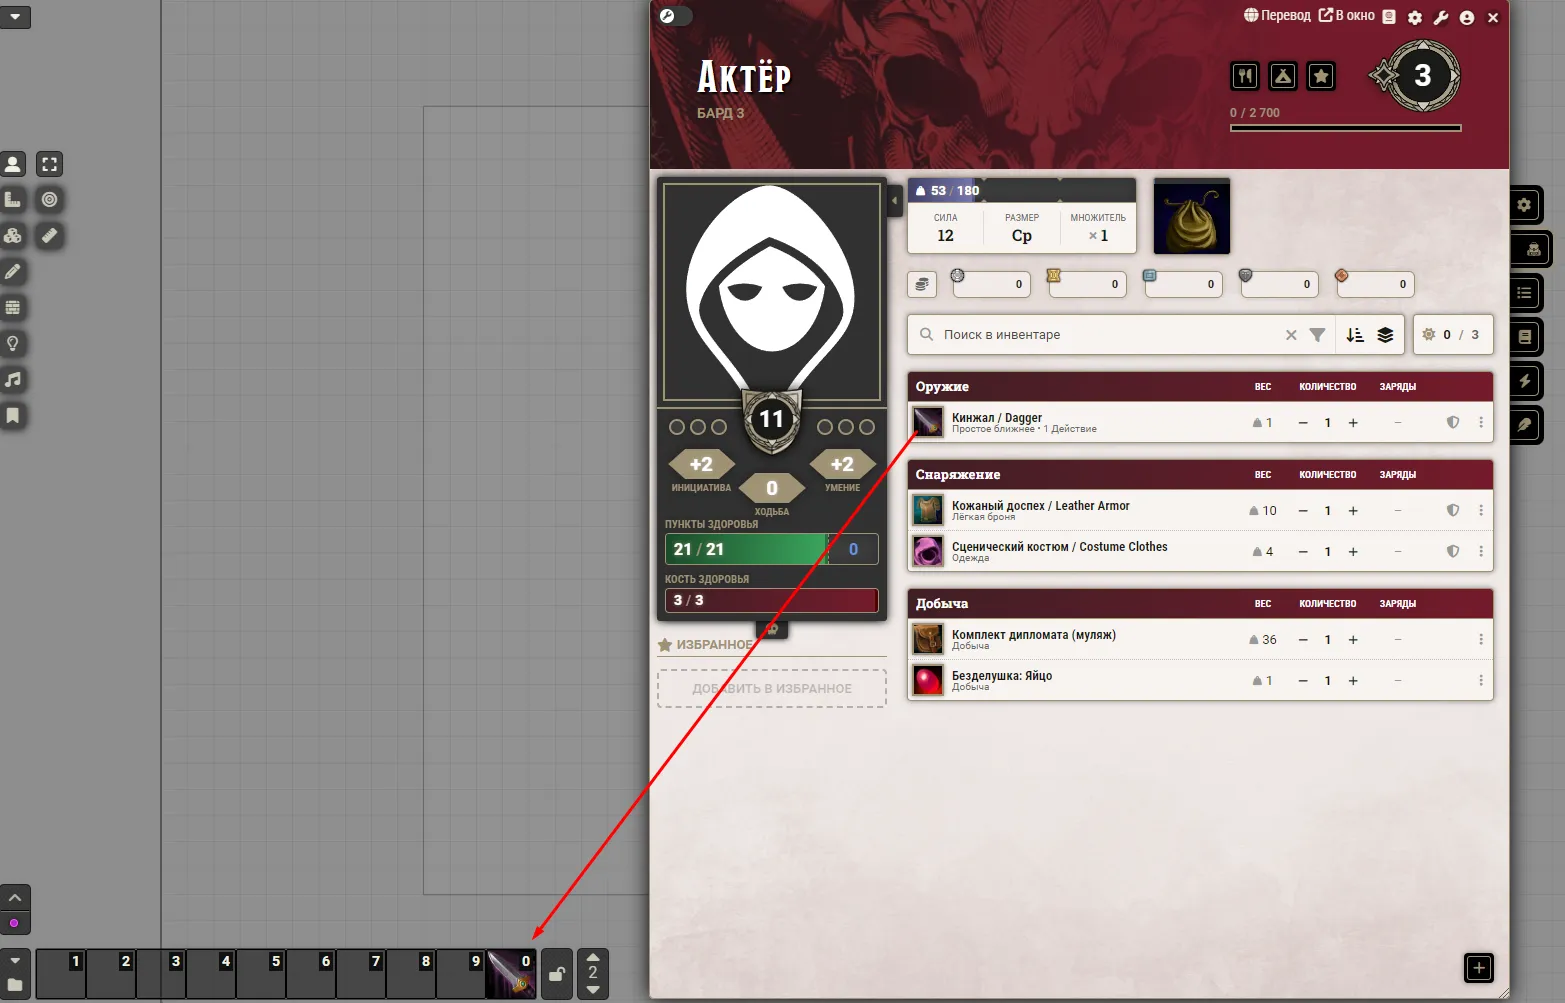 Перевод В окно
Актёр
БАРД 3
3
0 / 2 700
53 / 180
СИЛА РАЗМЕР МНОЖИТЕЛЬ
12 Ср × 1
0 0 0 0 0
Поиск в инвентаре
0 / 3
Оружие ВЕС КОЛИЧЕСТВО ЗАРЯДЫ
Кинжал / Dagger
Простое ближнее • 1 Действие
1 − 1 + −
Снаряжение ВЕС КОЛИЧЕСТВО ЗАРЯДЫ
Кожаный доспех / Leather Armor
Лёгкая броня
10 − 1 + −
Сценический костюм / Costume Clothes
Одежда
4 − 1 + −
Добыча ВЕС КОЛИЧЕСТВО ЗАРЯДЫ
Комплект дипломата (муляж)
Добыча
36 − 1 + −
Безделушка: Яйцо
Добыча
1 − 1 + −
11
+2 +2
ИНИЦИАТИВА 0 УМЕНИЕ
ХОДЬБА
ПУНКТЫ ЗДОРОВЬЯ
21 / 21 0
КОСТЬ ЗДОРОВЬЯ
3 / 3
ИЗБРАННОЕ
ДОБАВИТЬ В ИЗБРАННОЕ
1 2 3 4 5 6 7 8 9 0 2